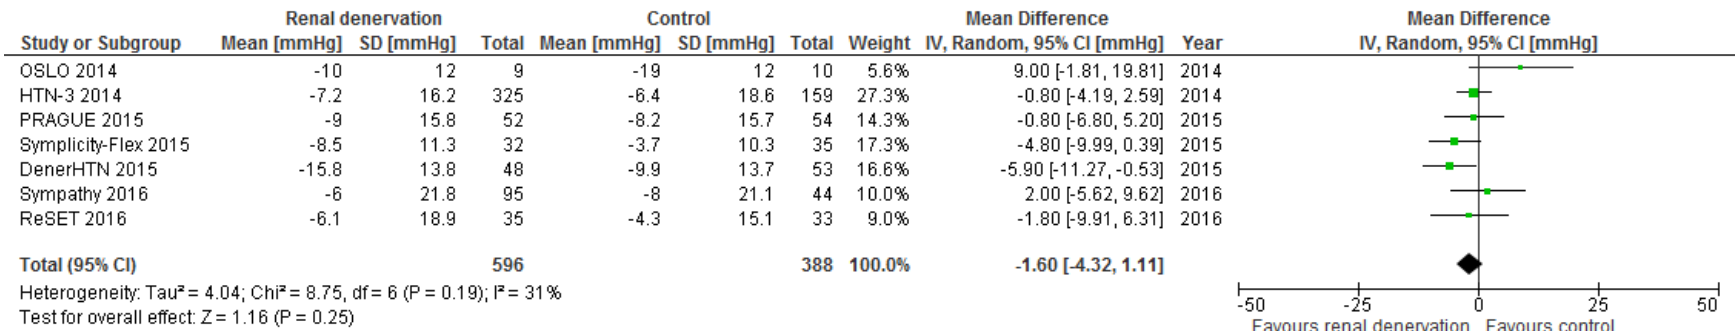 Renal denervation Control Mean Difference Mean Difference
Study or Subgroup Mean [mmHg] SD [mmHg] Total Mean [mmHg] SD [mmHg] Total Weight IV, Random, 95% CI [mmHg] Year IV, Random, 95% CI [mmHg]
OSLO 2014 -10 12 9 -19 12 10 5.6% 9.00 [-1.81, 19.81] 2014
HTN-3 2014 -7.2 16.2 325 -6.4 18.6 159 27.3% -0.80 [-4.19, 2.59] 2014
PRAGUE 2015 -9 15.8 52 -8.2 15.7 54 14.3% -0.80 [-6.80, 5.20] 2015
Symplicity-Flex 2015 -8.5 11.3 32 -3.7 10.3 35 17.3% -4.80 [-9.99, 0.39] 2015
DenerHTN 2015 -15.8 13.8 48 -9.9 13.7 53 16.6% -5.90 [-11.27, -0.53] 2015
Sympathy 2016 -6 21.8 95 -8 21.1 44 10.0% 2.00 [-5.62, 9.62] 2016
ReSET 2016 -6.1 18.9 35 -4.3 15.1 33 9.0% -1.80 [-9.91, 6.31] 2016
Total (95% CI) 596 388 100.0% -1.60 [-4.32, 1.11]
Heterogeneity: Tau² = 4.04; Chi² = 8.75, df = 6 (P = 0.19); I² = 31%
Test for overall effect: Z = 1.16 (P = 0.25)
-50 -25 0 25 50
Favours renal denervation Favours control